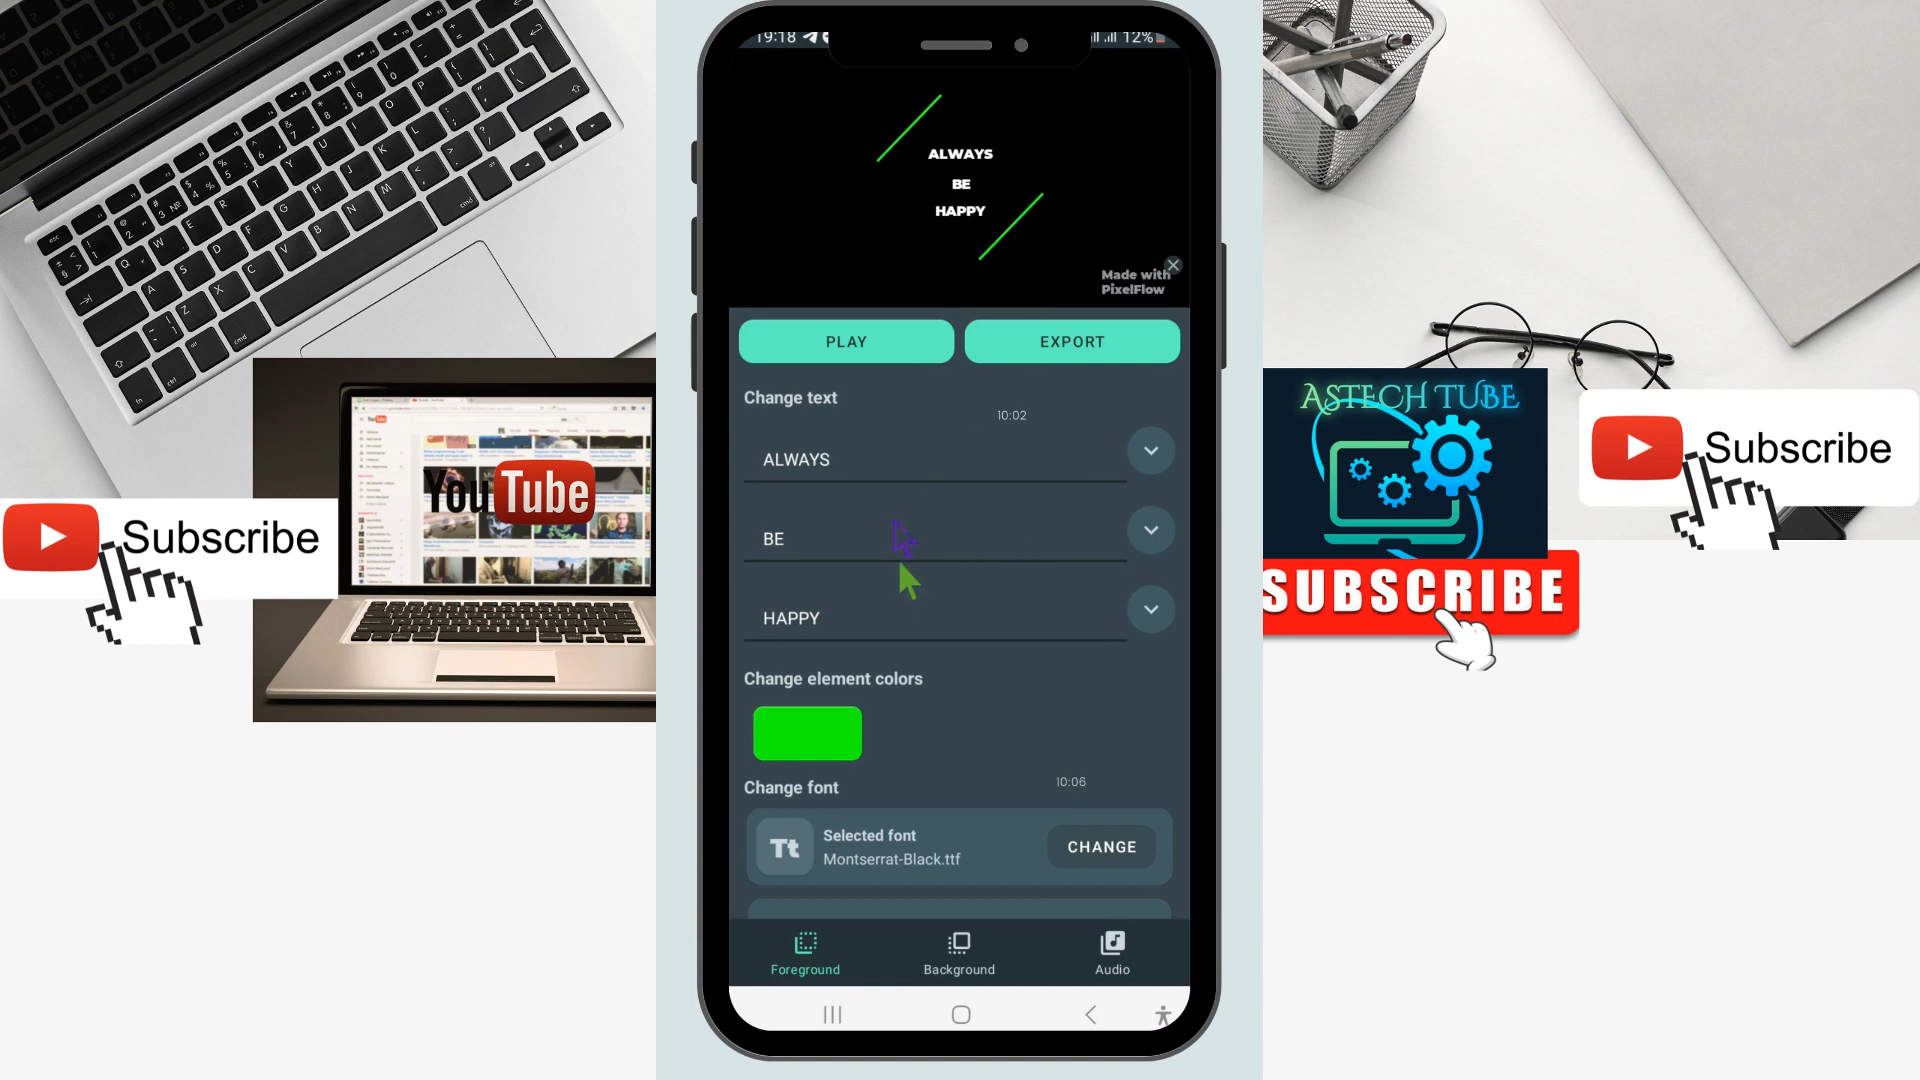 19:18
12%
ALWAYS
BE
HAPPY
Made with
PixelFlow
PLAY
EXPORT
Change text
10:02
ALWAYS
BE
HAPPY
Change element colors
Change font
10:06
Selected font
Montserrat-Black.ttf
CHANGE
Tt
Foreground
Background
Audio
YouTube
Subscribe
ASTECH TUBE
SUBSCRIBE
Subscribe